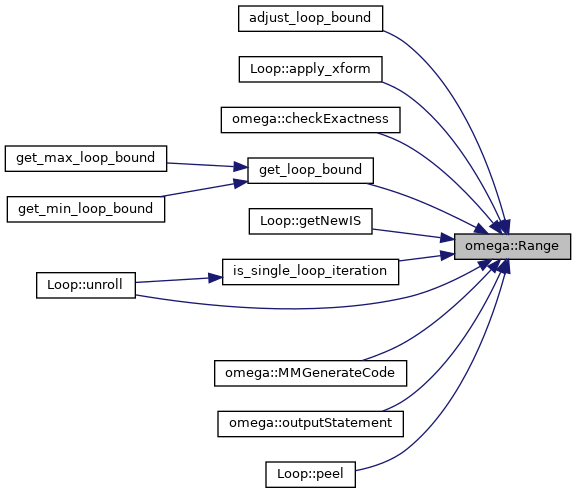 adjust_loop_bound
Loop::apply_xform
omega::checkExactness
get_max_loop_bound
get_loop_bound
get_min_loop_bound
Loop::getNewIS
omega::Range
is_single_loop_iteration
Loop::unroll
omega::MMGenerateCode
omega::outputStatement
Loop::peel